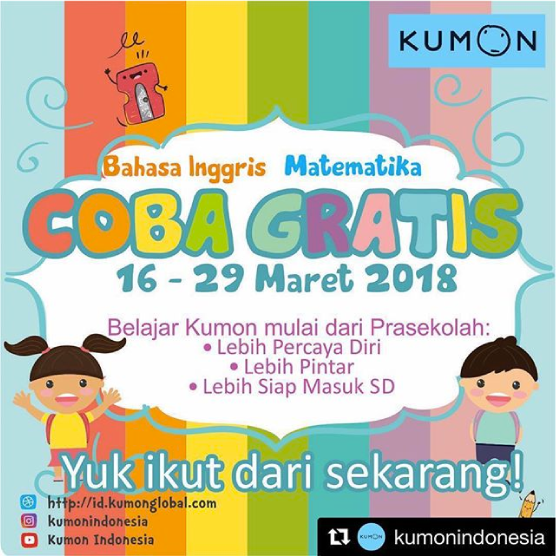 KUMON
Bahasa Inggris Matematika
COBA GRATIS
16 - 29 Maret 2018
Belajar Kumon mulai dari Prasekolah:
• Lebih Percaya Diri
• Lebih Pintar
• Lebih Siap Masuk SD
Yuk ikut dari sekarang!
http://id.kumonglobal.com
kumonindonesia
Kumon Indonesia
KUMON kumonindonesia